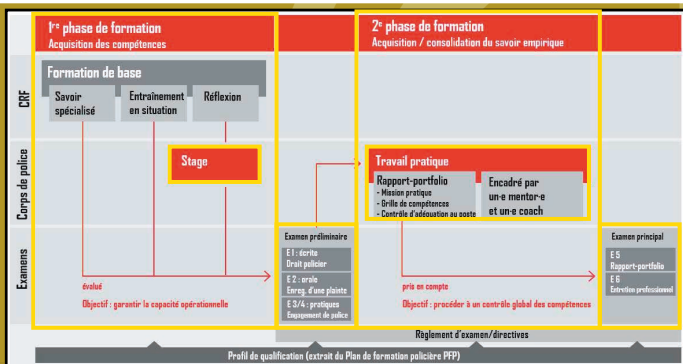 1re phase de formation
Acquisition des compétences
2e phase de formation
Acquisition / consolidation du savoir empirique
CRF
Formation de base
Savoir
spécialisé
Entraînement
en situation
Réflexion
Corps de police
Stage
Travail pratique
Rapport-portfolio
- Mission pratique
- Grille de compétences
- Contrôle d'adéquation au poste
Encadré par
un·e mentor·e
et un·e coach
Examens
évalué
Objectif : garantir la capacité opérationnelle
Examen préliminaire
E 1 : écrite
Droit policier
E 2 : orale
Enreg. d'une plainte
E 3/4 : pratiques
Engagement de police
pris en compte
Objectif : procéder à un contrôle global des compétences
Examen principal
E 5
Rapport-portfolio
E 6
Entretien professionnel
Règlement d'examen/directives
Profil de qualification (extrait du Plan de formation policière PFP)